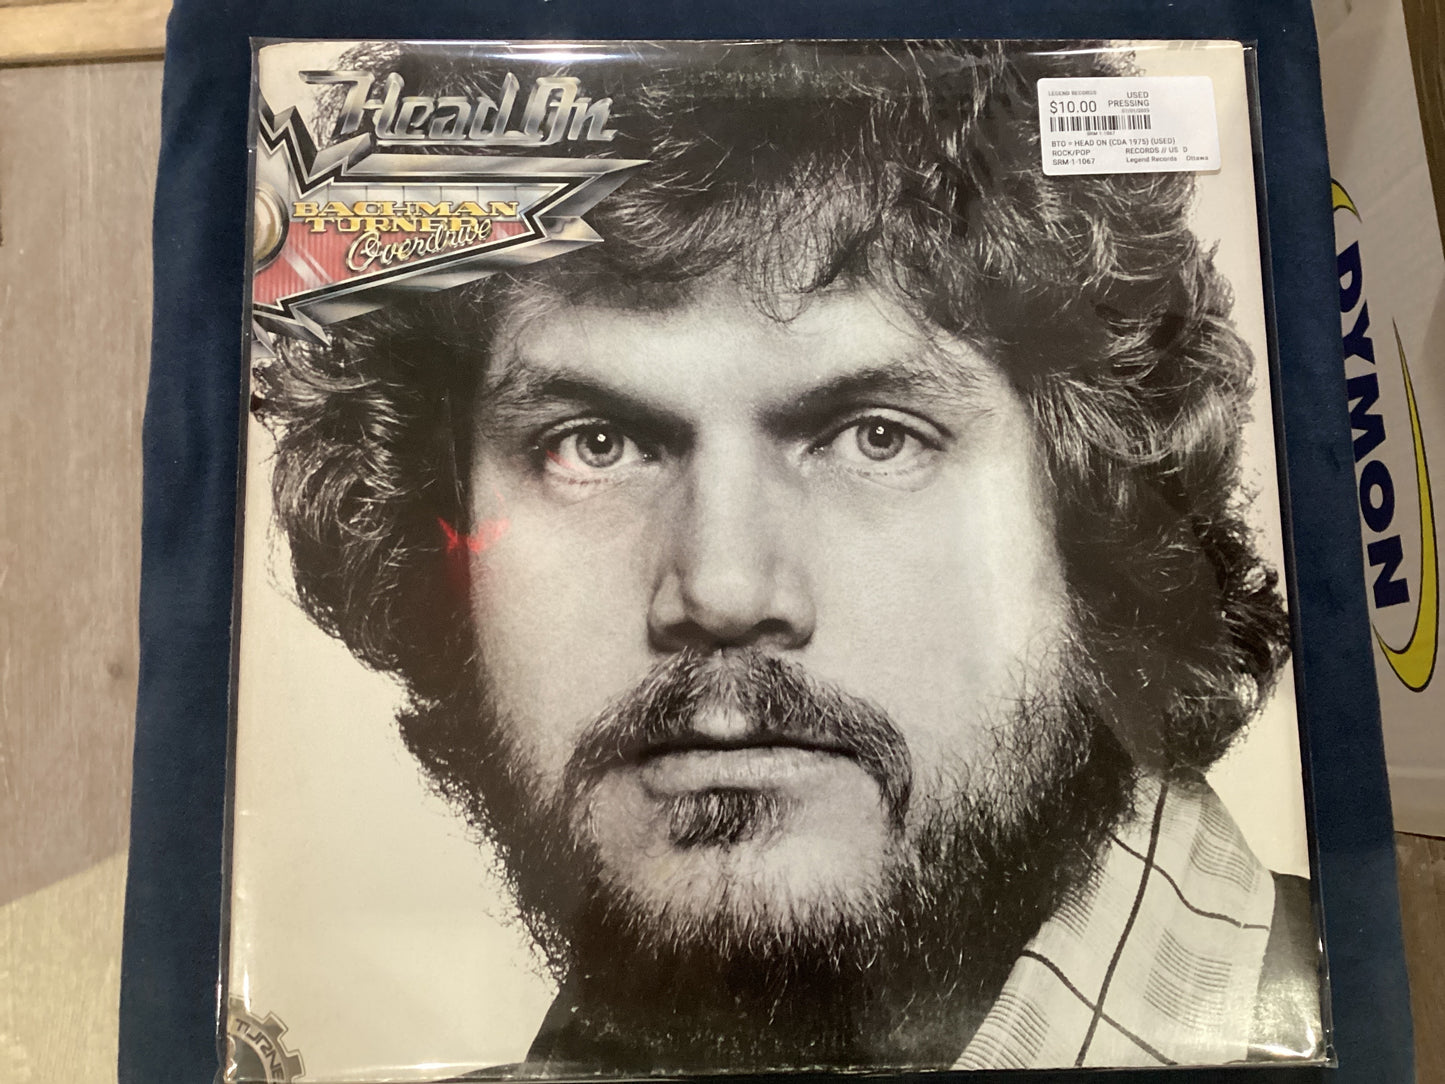 Head On
BACHMAN
TURNER
Overdrive
LEGEND RECORDS
USED
$10.00 PRESSING
SRM-1-1067
BTO = HEAD ON (CDA 1975) (USED)
ROCK/POP RECORDS // US D
SRM-1-1067 Legend Records Ottawa
DYMON
TURNE